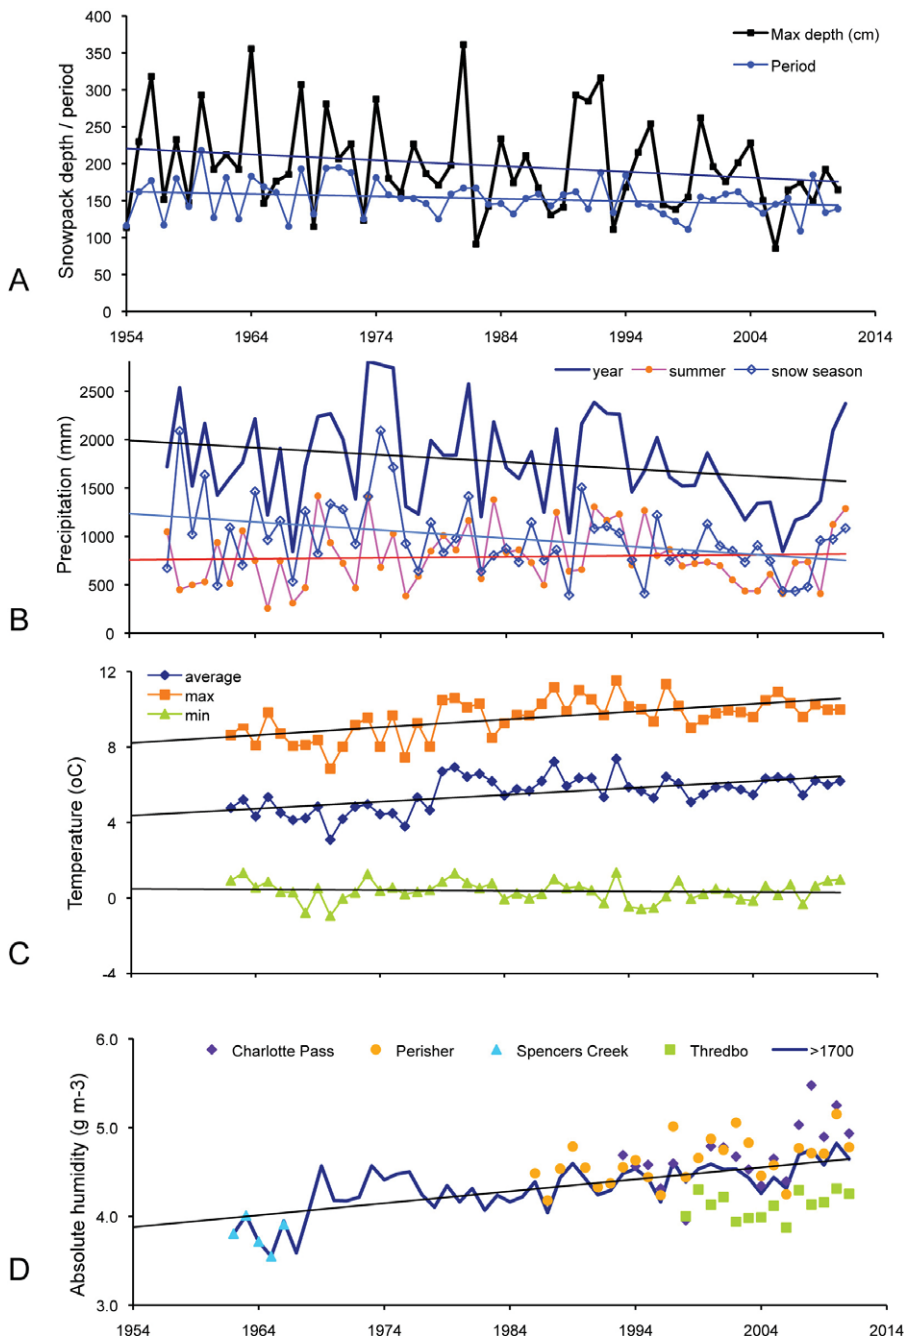 A
Snowpack depth / period
400
350
300
250
200
150
100
50
0
Max depth (cm)
Period
1954 1964 1974 1984 1994 2004 2014
B
Precipitation (mm)
2500
2000
1500
1000
500
0
year summer snow season
C
Temperature (oC)
12
8
4
0
-4
average
max
min
D
Absolute humidity (g m-3)
6.0
5.0
4.0
3.0
Charlotte Pass Perisher Spencers Creek Thredbo >1700
1954 1964 1974 1984 1994 2004 2014